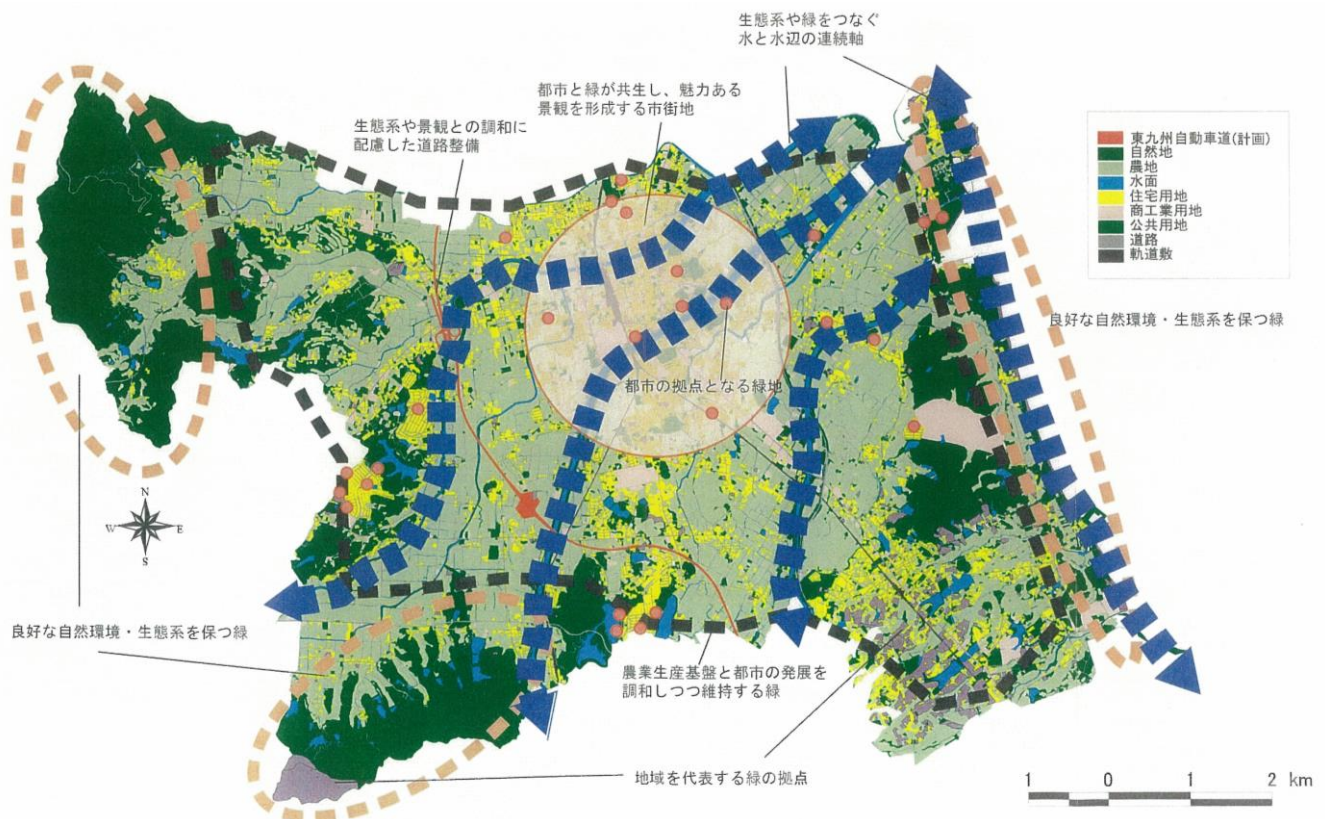 生態系や緑をつなぐ
水と水辺の連続軸
都市と緑が共生し、魅力ある
景観を形成する市街地
生態系や景観との調和に
配慮した道路整備
東九州自動車道(計画)
自然地
農地
水面
住宅用地
商工業用地
公共用地
道路
軌道敷
良好な自然環境・生態系を保つ緑
都市の拠点となる緑地
N
W
E
S
良好な自然環境・生態系を保つ緑
農業生産基盤と都市の発展を
調和しつつ維持する緑
地域を代表する緑の拠点
1 0 1 2 km